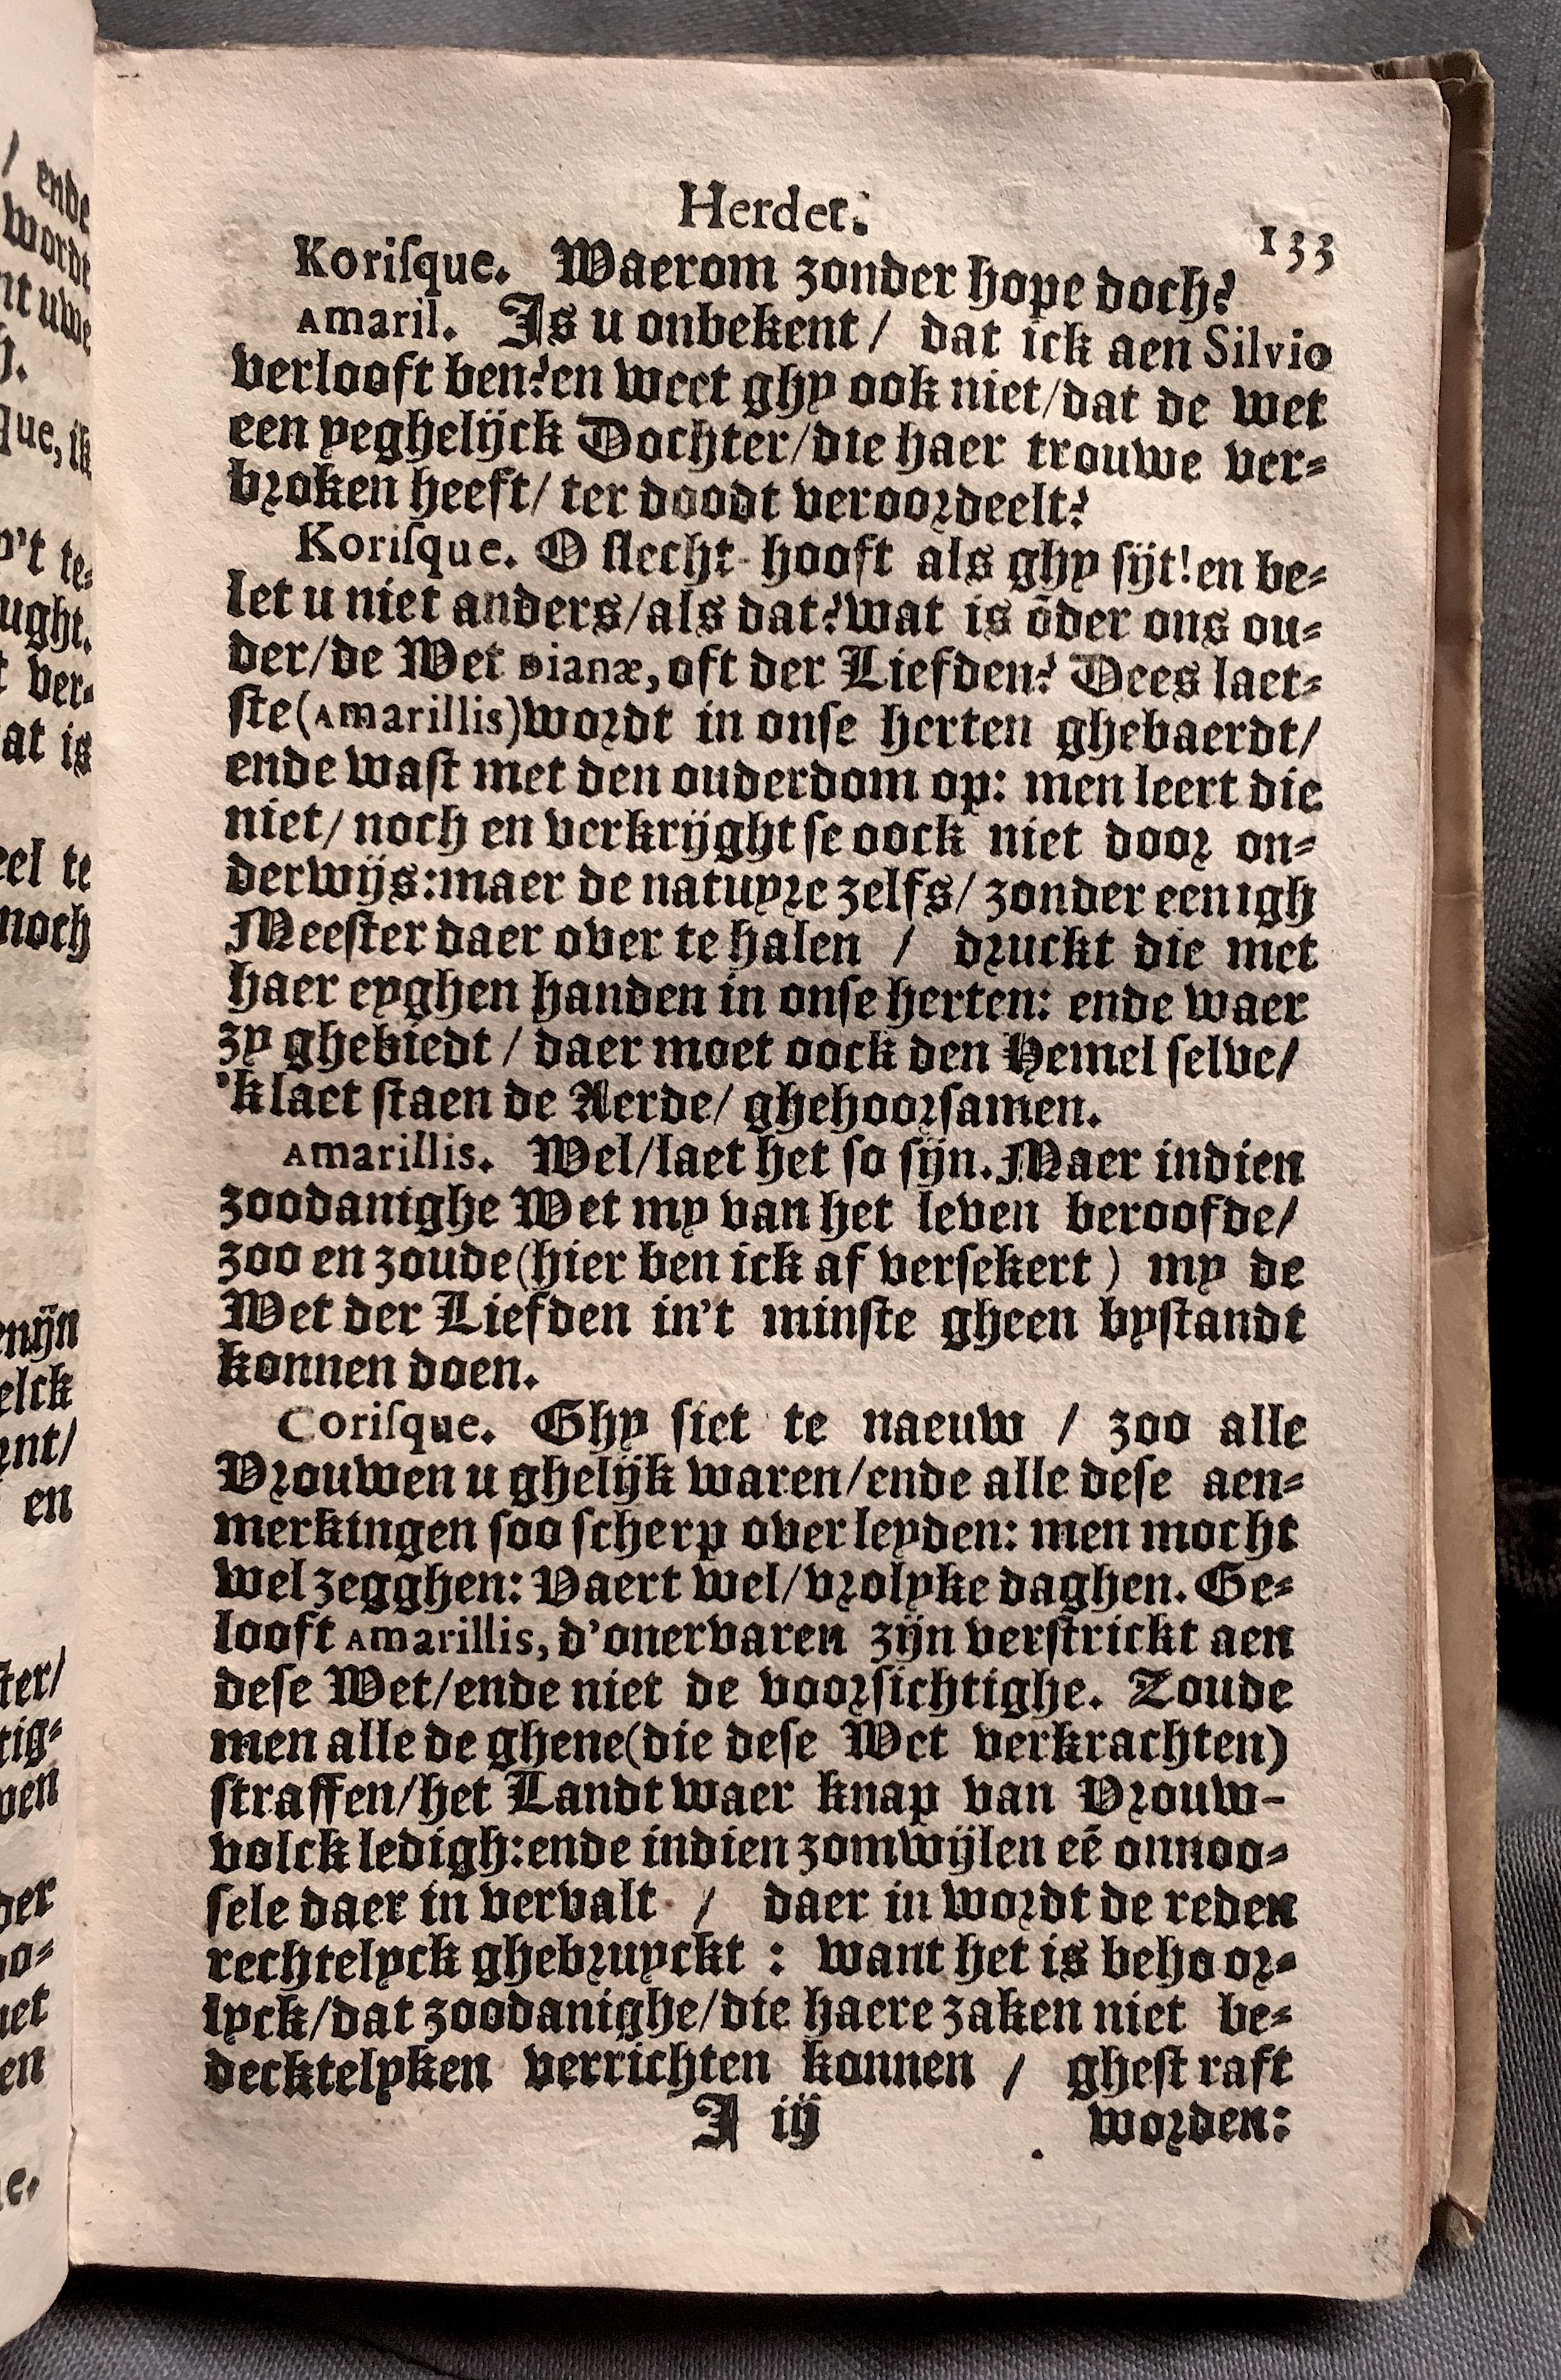 Herder.
133
Korisque. Waerom zonder hope doch?
Amaril. Is u onbekent / dat ick aen Silvio
verlooft ben? en weet ghy ook niet / dat de wet
een yeghelijck Dochter / die haer trouwe ver-
broken heeft / ter doodt veroordeelt?
Korisque. O slecht hooft als ghy sijt! en be-
let u niet anders / als dat? wat is ōder ons ou-
der / de Wet Dianæ, oft der Liefden? Dees laet-
ste (Amarillis) wordt in onse herten ghebaerdt /
ende wast met den ouderdom op: men leert die
niet / noch en verkrijght se oock niet door on-
derwijs: maer de natuyre zelfs / zonder eenigh
Meester daer over te halen / druckt die met
haer eyghen handen in onse herten: ende waer
zy ghebiedt / daer moet oock den Hemel selve /
'k laet staen de Aerde / ghehoorsamen.
Amarillis. Wel / laet het so sijn. Maer indien
zoodanighe Wet my van het leven beroofde /
zoo en zoude (hier ben ick af versekert) my de
Wet der Liefden in't minste gheen bystandt
konnen doen.
Corisque. Ghy siet te naeuw / zoo alle
Vrouwen u ghelijk waren / ende alle dese aen-
merkingen soo scherp overleyden: men mocht
wel zegghen: Vaert wel / vrolyke daghen. Ge-
looft Amarillis, d'onervaren zijn verstrickt aen
dese Wet / ende niet de voorsichtighe. Zoude
men alle de ghene (die dese Wet verkrachten)
straffen / het Landt waer knap van Vrouw-
volck ledigh: ende indien zomwijlen eē onnoo-
sele daer in vervalt / daer in wordt de reden
rechtelyck ghebruyckt : want het is behoor-
lyck / dat zoodanighe / die haere zaken niet be-
decktelyken verrichten konnen / ghestraft
I iij
worden: